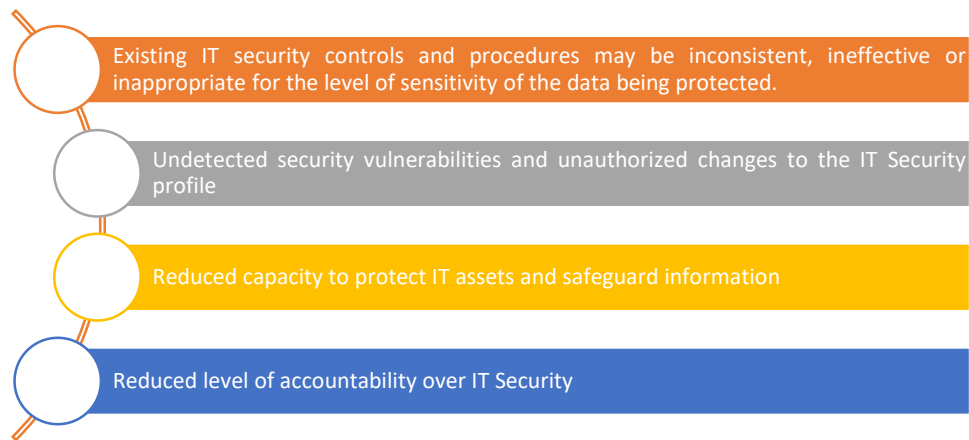 Existing IT security controls and procedures may be inconsistent, ineffective or
inappropriate for the level of sensitivity of the data being protected.
Undetected security vulnerabilities and unauthorized changes to the IT Security
profile
Reduced capacity to protect IT assets and safeguard information
Reduced level of accountability over IT Security